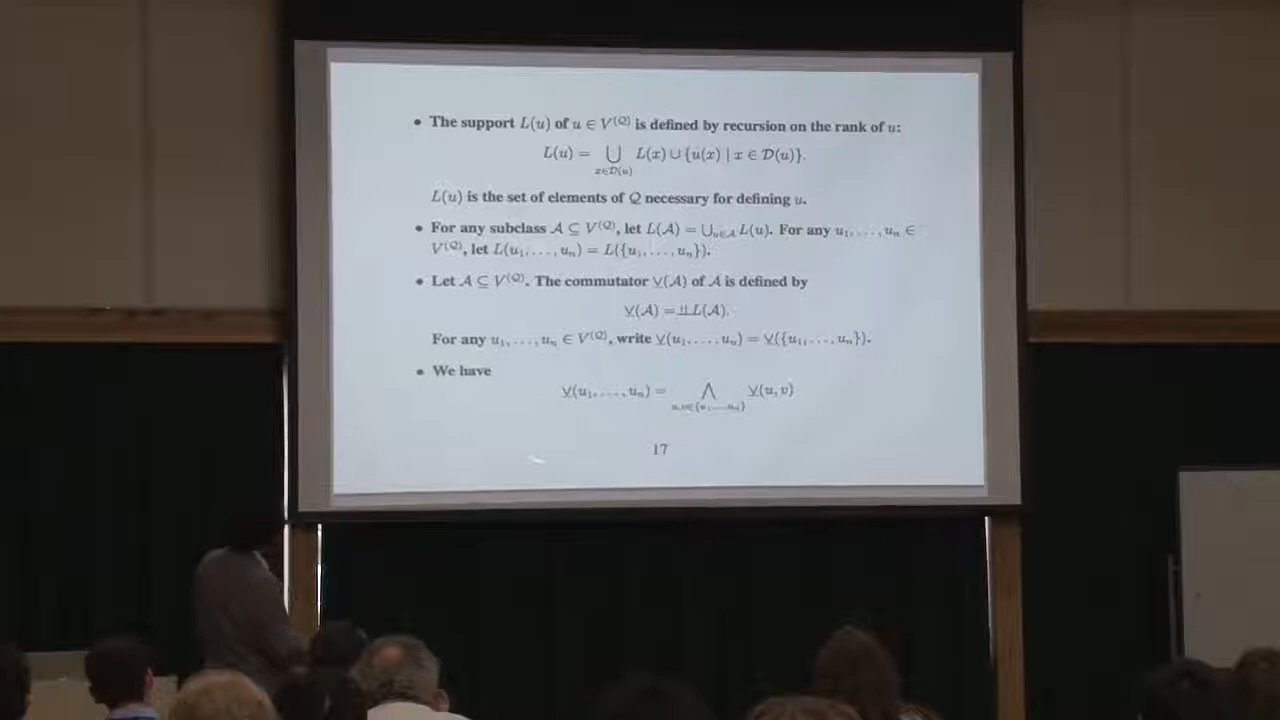 • The support L(u) of u ∈ V^(Q) is defined by recursion on the rank of u:
L(u) = ⋃_{x∈D(u)} L(x) ∪ {u(x) | x ∈ D(u)}.
L(u) is the set of elements of Q necessary for defining u.
• For any subclass A ⊆ V^(Q), let L(A) = ⋃_{u∈A} L(u). For any u₁, …, uₙ ∈
V^(Q), let L(u₁, …, uₙ) = L({u₁, …, uₙ}).
• Let A ⊆ V^(Q). The commutator ⊻(A) of A is defined by
⊻(A) = ⫫L(A).
For any u₁, …, uₙ ∈ V^(Q), write ⊻(u₁, …, uₙ) = ⊻({u₁, …, uₙ}).
• We have
⊻(u₁, …, uₙ) = ⋀_{u,v∈{u₁,…,uₙ}} ⊻(u, v)
17